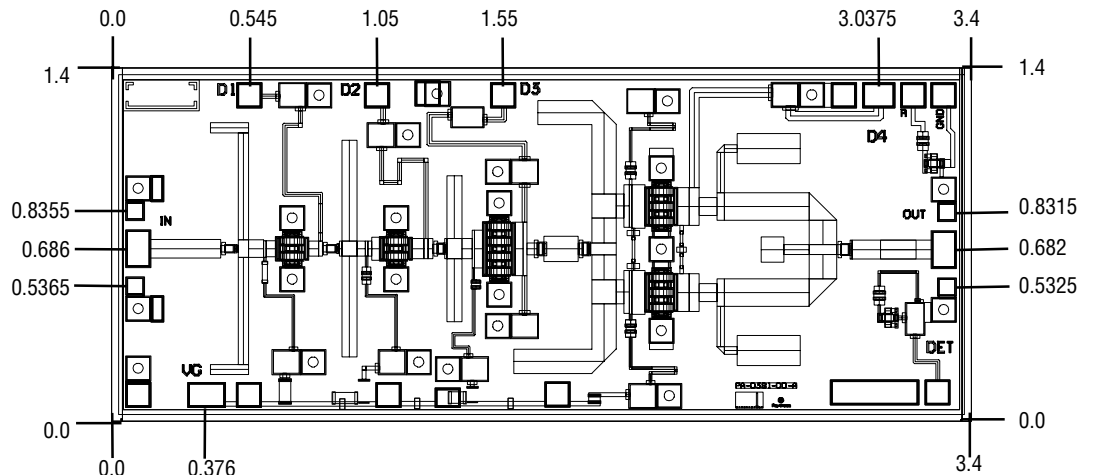 0.0 0.545 1.05 1.55 3.0375 3.4
1.4 1.4
D1 D2 D3
R GND
D4
0.8355 IN OUT 0.8315
0.686 0.682
0.5365 0.5325
VG DET
PA-0381-00-A
0.0 0.0
0.0 0.376 3.4